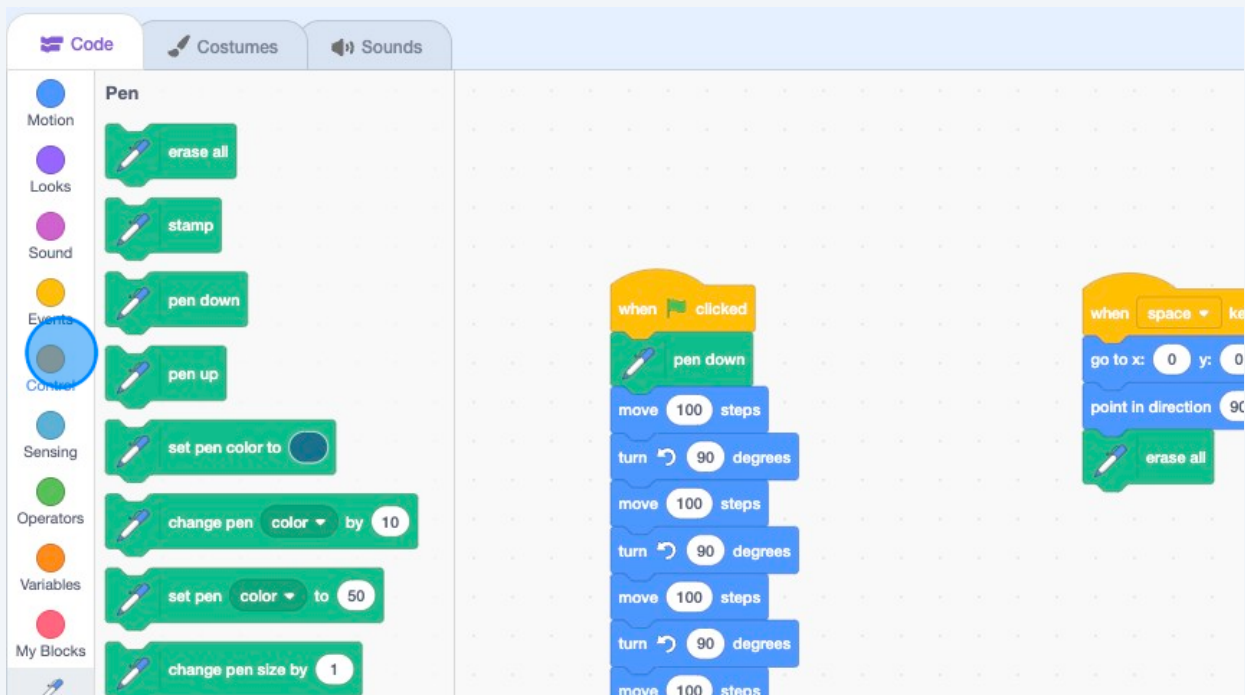 Code
Costumes
Sounds
Motion
Looks
Sound
Events
Control
Sensing
Operators
Variables
My Blocks
Pen
erase all
stamp
pen down
pen up
set pen color to
change pen color by 10
set pen color to 50
change pen size by 1
when clicked
pen down
move 100 steps
turn 90 degrees
move 100 steps
turn 90 degrees
move 100 steps
turn 90 degrees
move 100 steps
when space ke
go to x: 0 y: 0
point in direction 90
erase all